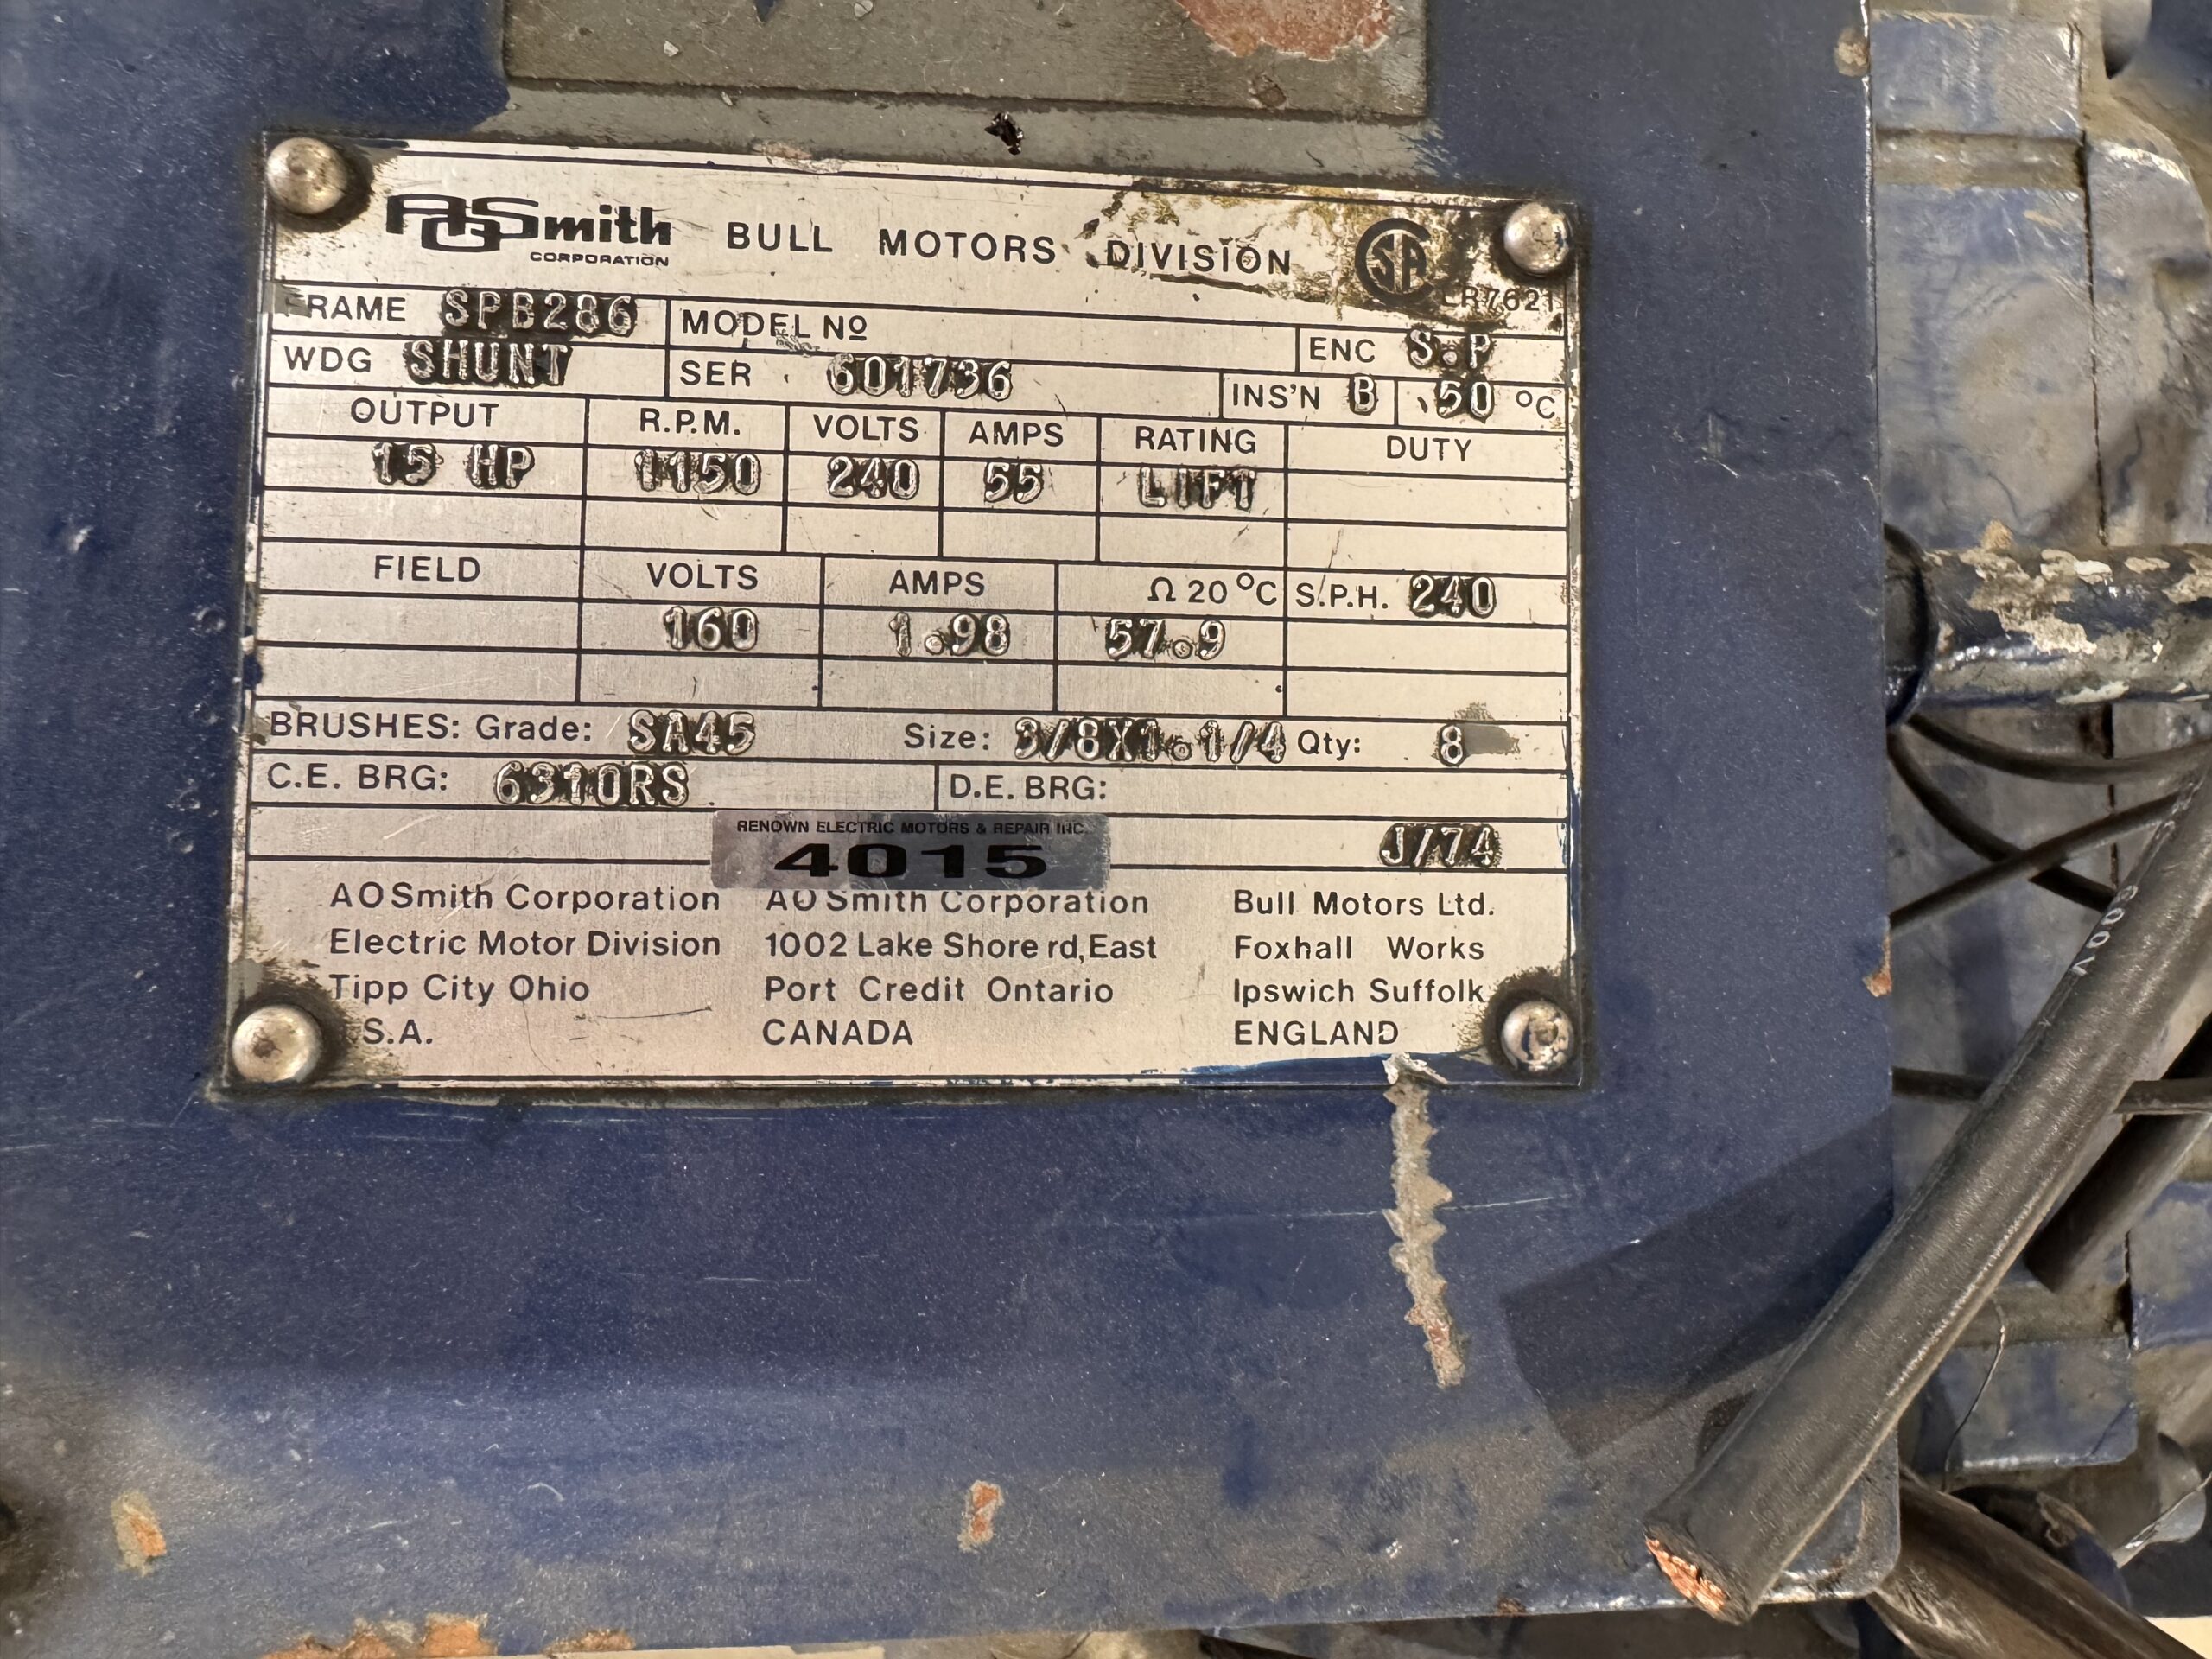 AOSmith CORPORATION BULL MOTORS DIVISION SA
LR7621
FRAME SPB286 MODEL Nº ENC S.P
WDG SHUNT SER 601736 INS'N B 50 °C
OUTPUT R.P.M. VOLTS AMPS RATING DUTY
15 HP 1150 240 55 LIFT
FIELD VOLTS AMPS Ω 20 °C S.P.H. 240
160 1.98 57.9
BRUSHES: Grade: SA45 Size: 3/8X1.1/4 Qty: 8
C.E. BRG: 6310RS D.E. BRG:
RENOWN ELECTRIC MOTORS & REPAIR INC.
4015 J/74
AOSmith Corporation AO Smith Corporation Bull Motors Ltd.
Electric Motor Division 1002 Lake Shore rd, East Foxhall Works
Tipp City Ohio Port Credit Ontario Ipswich Suffolk
S.A. CANADA ENGLAND
600V